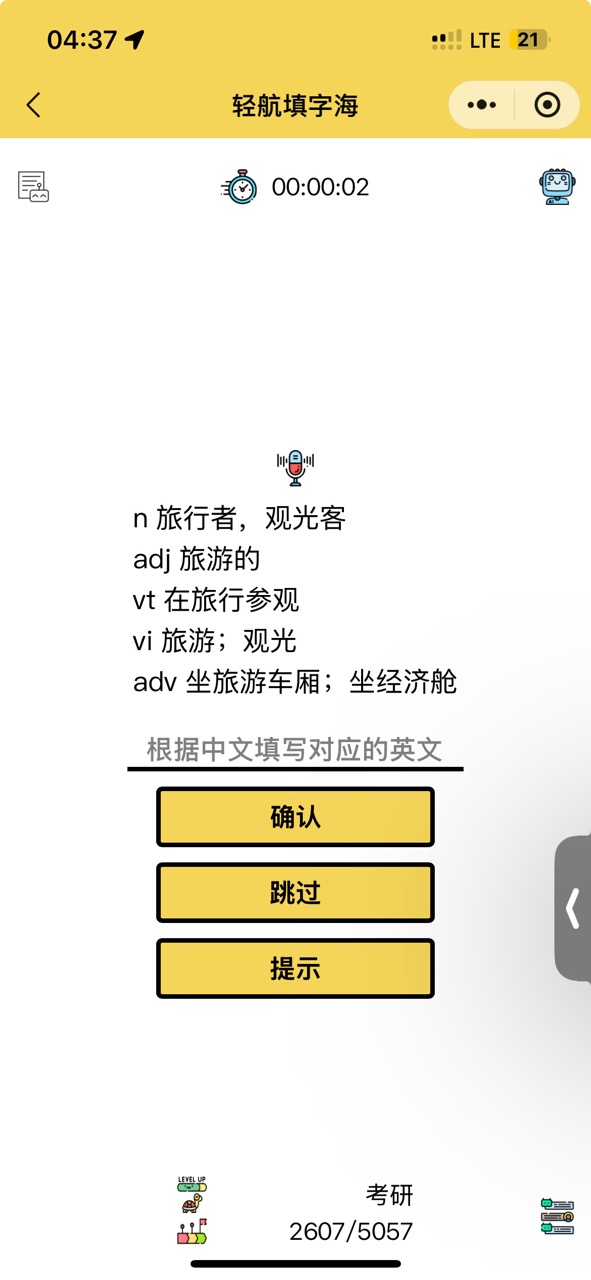 04:37
LTE 21
轻航填字海
00:00:02
n 旅行者，观光客
adj 旅游的
vt 在旅行参观
vi 旅游；观光
adv 坐旅游车厢；坐经济舱
根据中文填写对应的英文
确认
跳过
提示
LEVEL UP
考研
2607/5057